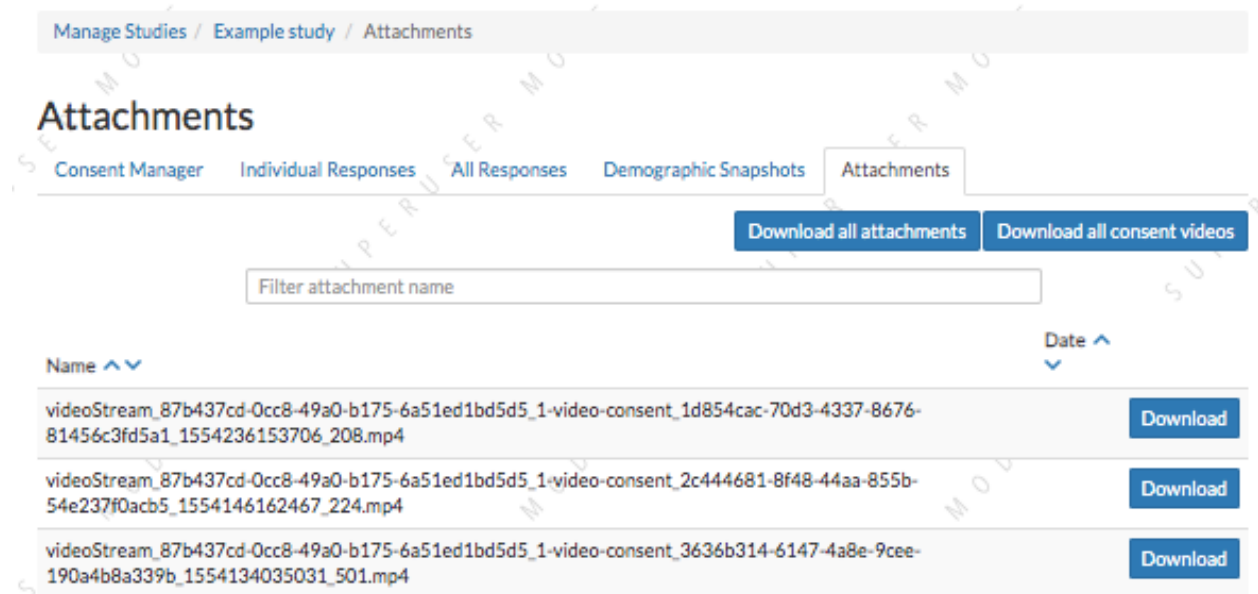 Manage Studies / Example study / Attachments
Attachments
Consent Manager Individual Responses All Responses Demographic Snapshots Attachments
Download all attachments Download all consent videos
Filter attachment name
Name Date
videoStream_87b437cd-0cc8-49a0-b175-6a51ed1bd5d5_1-video-consent_1d854cac-70d3-4337-8676-
81456c3fd5a1_1554236153706_208.mp4
Download
videoStream_87b437cd-0cc8-49a0-b175-6a51ed1bd5d5_1-video-consent_2c444681-8f48-44aa-855b-
54e237f0acb5_1554146162467_224.mp4
Download
videoStream_87b437cd-0cc8-49a0-b175-6a51ed1bd5d5_1-video-consent_3636b314-6147-4a8e-9cee-
190a4b8a339b_1554134035031_501.mp4
Download